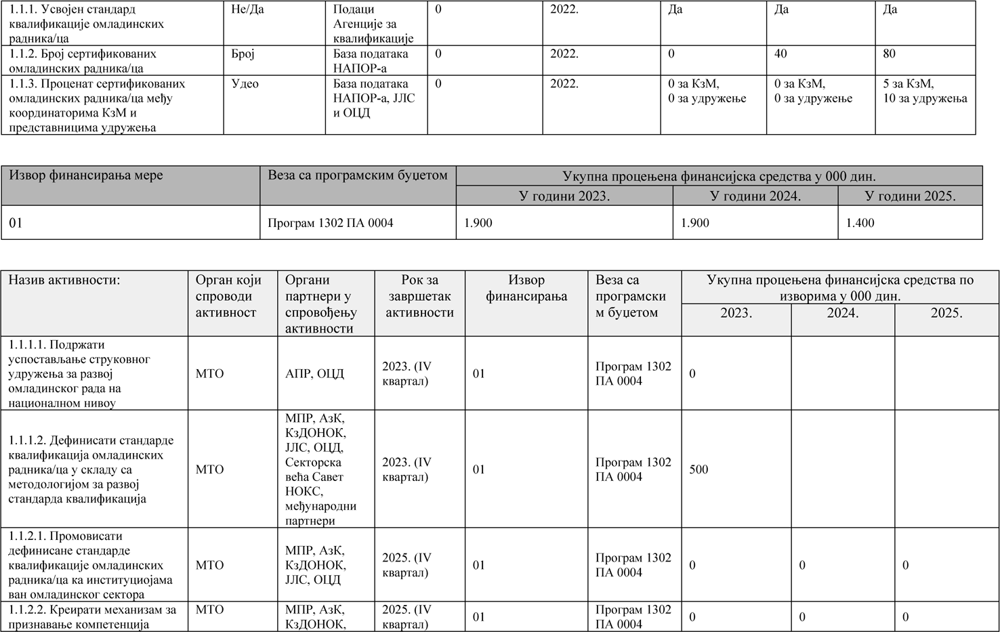 1.1.1. Усвојен стандард
квалификације омладинских
радника/ца
Не/Да
Подаци
Агенције за
квалификације
0
2022.
Да
Да
Да
1.1.2. Број сертификованих
омладинских радника/ца
Број
База података
НАПОР-а
0
2022.
0
40
80
1.1.3. Проценат сертификованих
омладинских радника/ца међу
координаторима КзМ и
представницима удружења
Удео
База података
НАПОР-а, ЈЛС
и ОЦД
0
2022.
0 за КзМ,
0 за удружење
0 за КзМ,
0 за удружење
5 за КзМ,
10 за удружења
Извор финансирања мере
Веза са програмским буџетом
Укупна процењена финансијска средства у 000 дин.
У години 2023.
У години 2024.
У години 2025.
01
Програм 1302 ПА 0004
1.900
1.900
1.400
Назив активности:
Орган који
спроводи
активност
Органи
партнери у
спровођењу
активности
Рок за
завршетак
активности
Извор
финансирања
Веза са
програмски
м буџетом
Укупна процењена финансијска средства по
изворима у 000 дин.
2023.
2024.
2025.
1.1.1.1. Подржати
успостављање струковног
удружења за развој
омладинског рада на
националном нивоу
МТО
АПР, ОЦД
2023. (IV
квартал)
01
Програм 1302
ПА 0004
0
1.1.1.2. Дефинисати стандарде
квалификација омладинских
радника/ца у складу са
методологијом за развој
стандарда квалификација
МТО
МПР, АзК,
КзДОНОК,
ЈЛС, ОЦД,
Секторска
већа Савет
НОКС,
међународни
партнери
2023. (IV
квартал)
01
Програм 1302
ПА 0004
500
1.1.2.1. Промовисати
дефинисане стандарде
квалификације омладинских
радника/ца ка институциојама
ван омладинског сектора
МТО
МПР, АзК,
КзДОНОК,
ЈЛС, ОЦД
2025. (IV
квартал)
01
Програм 1302
ПА 0004
0
0
0
1.1.2.2. Креирати механизам за
признавање компетенција
МТО
МПР, АзК,
КзДОНОК,
2025. (IV
квартал)
01
Програм 1302
ПА 0004
0
0
0